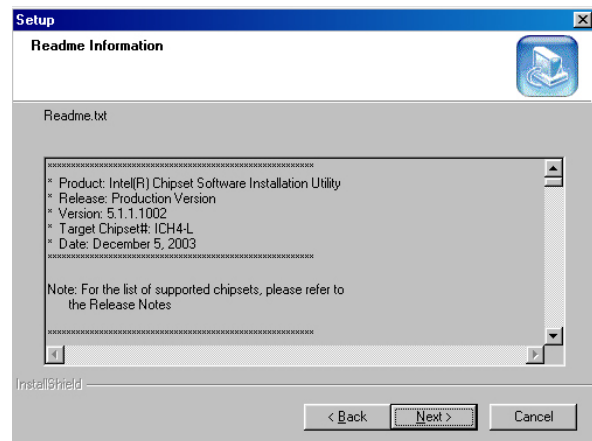 Setup
Readme Information
Readme.txt
************************************************************
* Product: Intel(R) Chipset Software Installation Utility
* Release: Production Version
* Version: 5.1.1.1002
* Target Chipset#: ICH4-L
* Date: December 5, 2003
************************************************************
Note: For the list of supported chipsets, please refer to
the Release Notes
************************************************************
InstallShield
< Back
Next >
Cancel